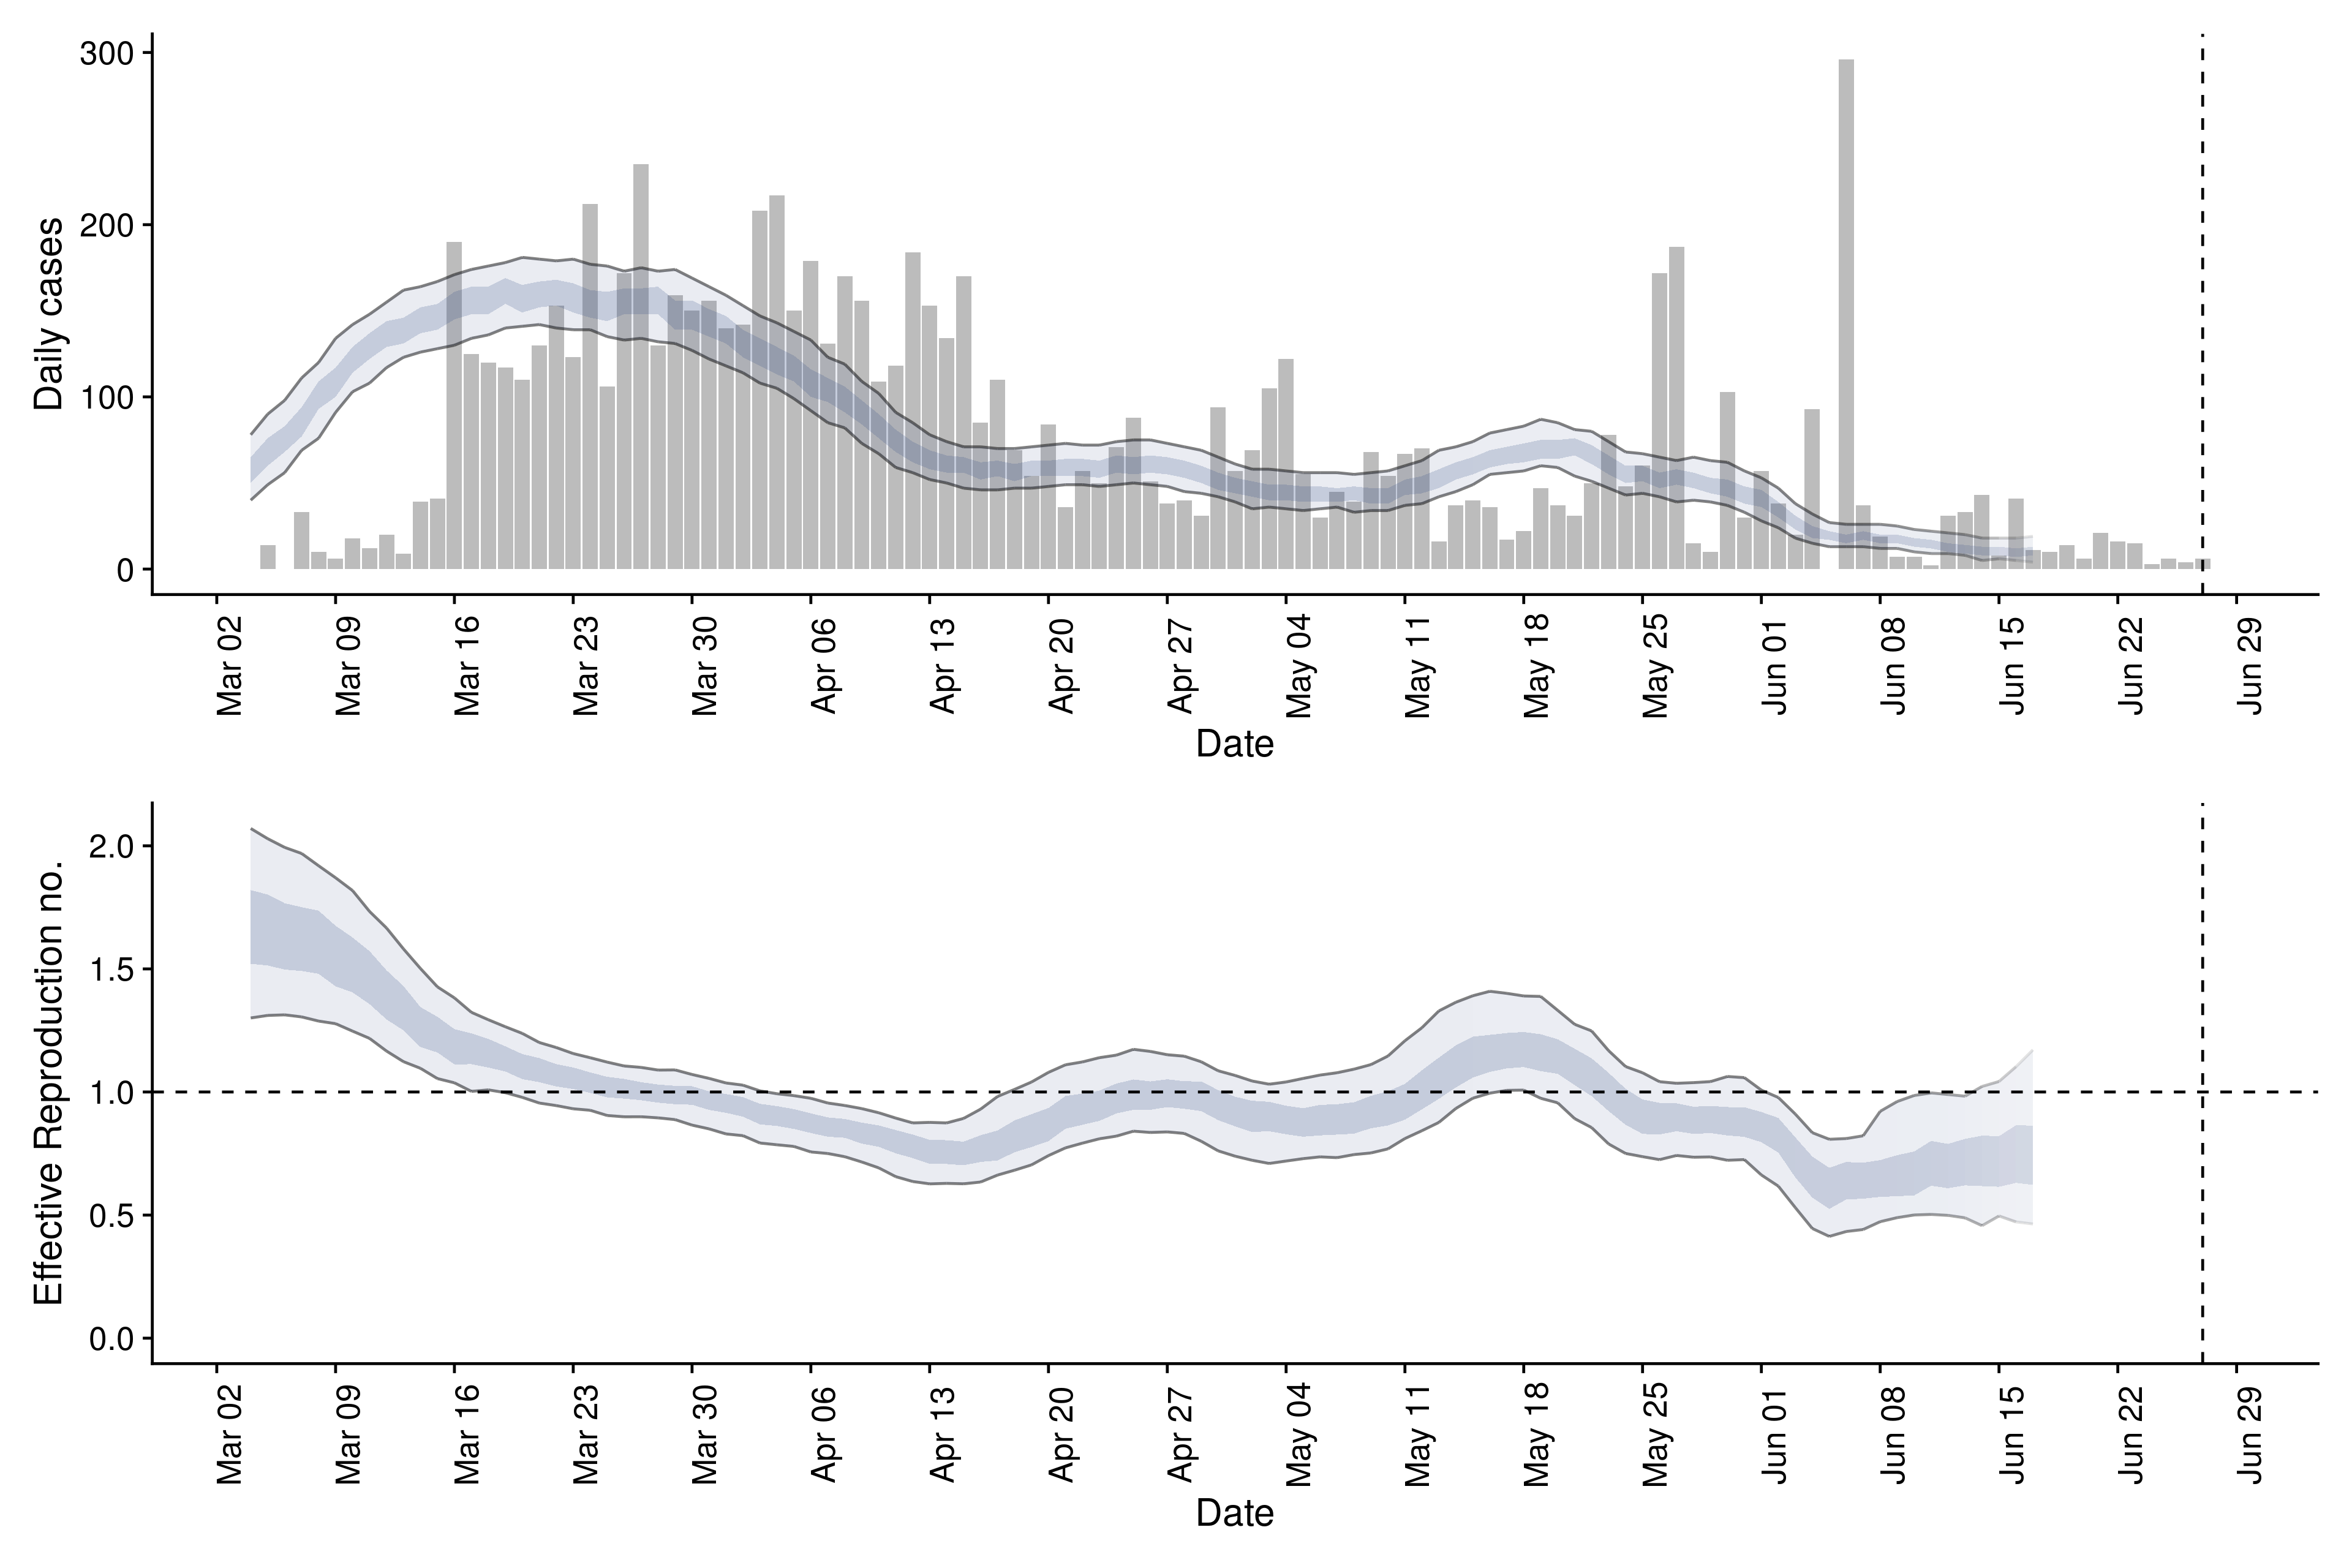 Daily cases
300
200
100
0
Mar 02
Mar 09
Mar 16
Mar 23
Mar 30
Apr 06
Apr 13
Apr 20
Apr 27
May 04
May 11
May 18
May 25
Jun 01
Jun 08
Jun 15
Jun 22
Jun 29
Date
Effective Reproduction no.
2.0
1.5
1.0
0.5
0.0
Mar 02
Mar 09
Mar 16
Mar 23
Mar 30
Apr 06
Apr 13
Apr 20
Apr 27
May 04
May 11
May 18
May 25
Jun 01
Jun 08
Jun 15
Jun 22
Jun 29
Date